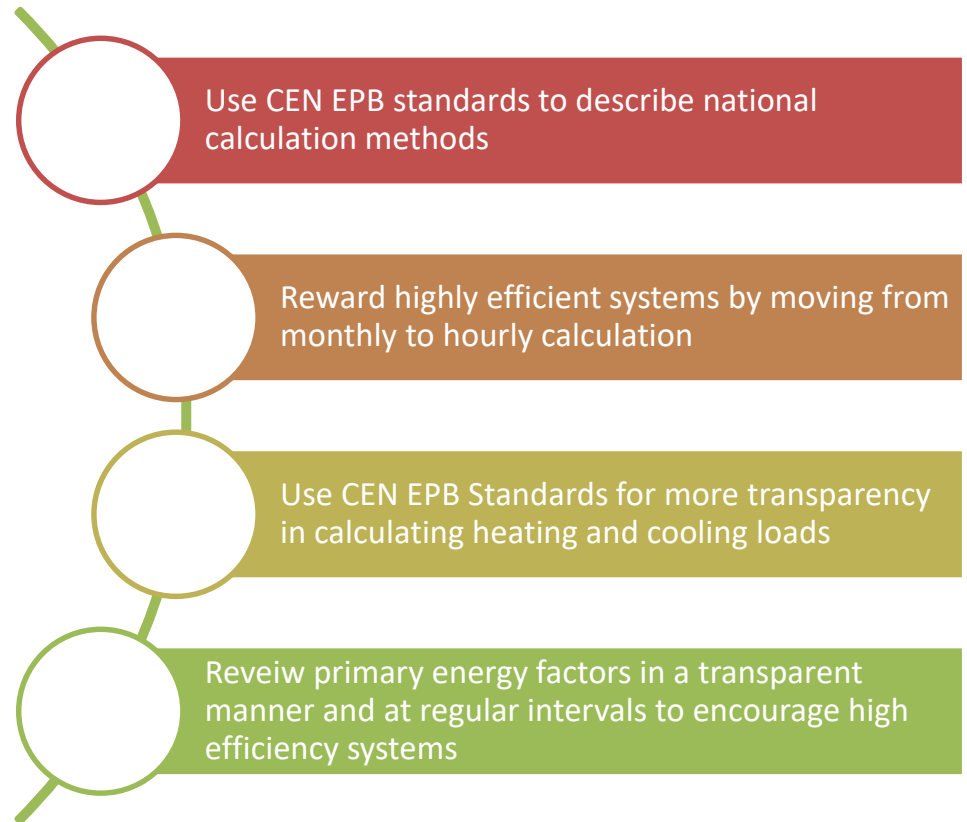 Use CEN EPB standards to describe national
calculation methods
Reward highly efficient systems by moving from
monthly to hourly calculation
Use CEN EPB Standards for more transparency
in calculating heating and cooling loads
Reveiw primary energy factors in a transparent
manner and at regular intervals to encourage high
efficiency systems